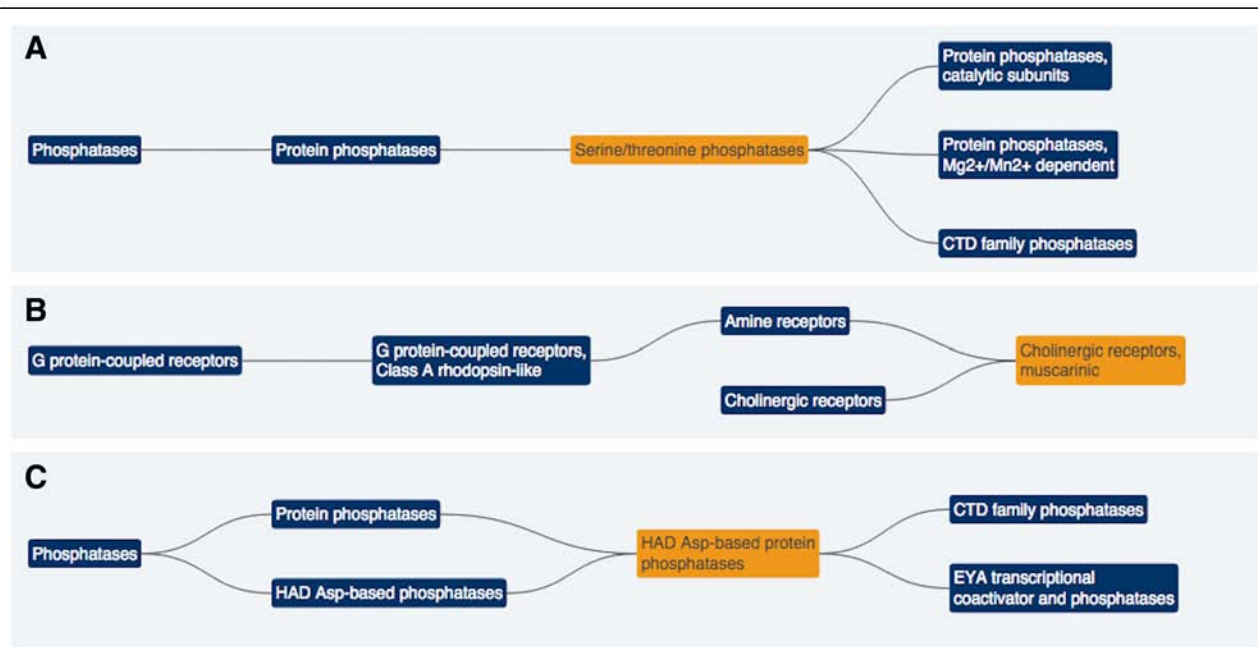 A
Phosphatases
Protein phosphatases
Serine/threonine phosphatases
Protein phosphatases,
catalytic subunits
Protein phosphatases,
Mg2+/Mn2+ dependent
CTD family phosphatases
B
G protein-coupled receptors
G protein-coupled receptors,
Class A rhodopsin-like
Amine receptors
Cholinergic receptors
Cholinergic receptors,
muscarinic
C
Phosphatases
Protein phosphatases
HAD Asp-based phosphatases
HAD Asp-based protein
phosphatases
CTD family phosphatases
EYA transcriptional
coactivator and phosphatases